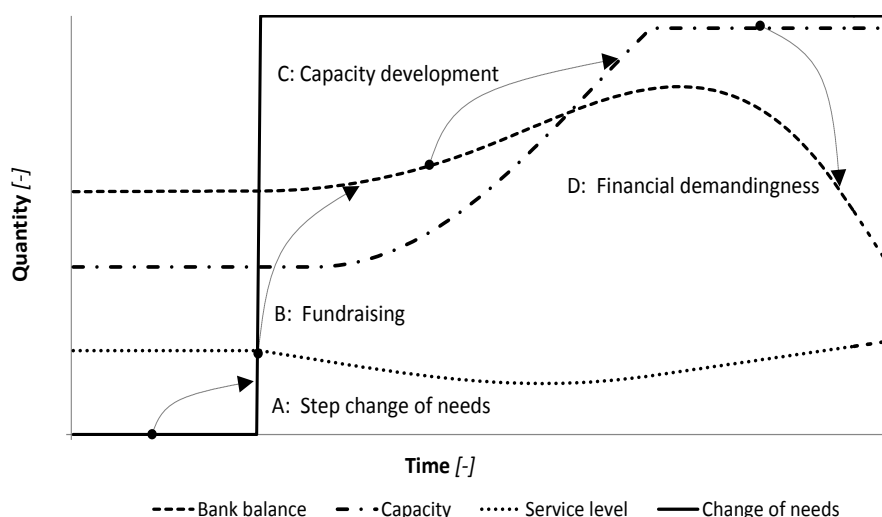 C: Capacity development
D: Financial demandingness
B: Fundraising
A: Step change of needs
Quantity [-]
Time [-]
Bank balance
Capacity
Service level
Change of needs